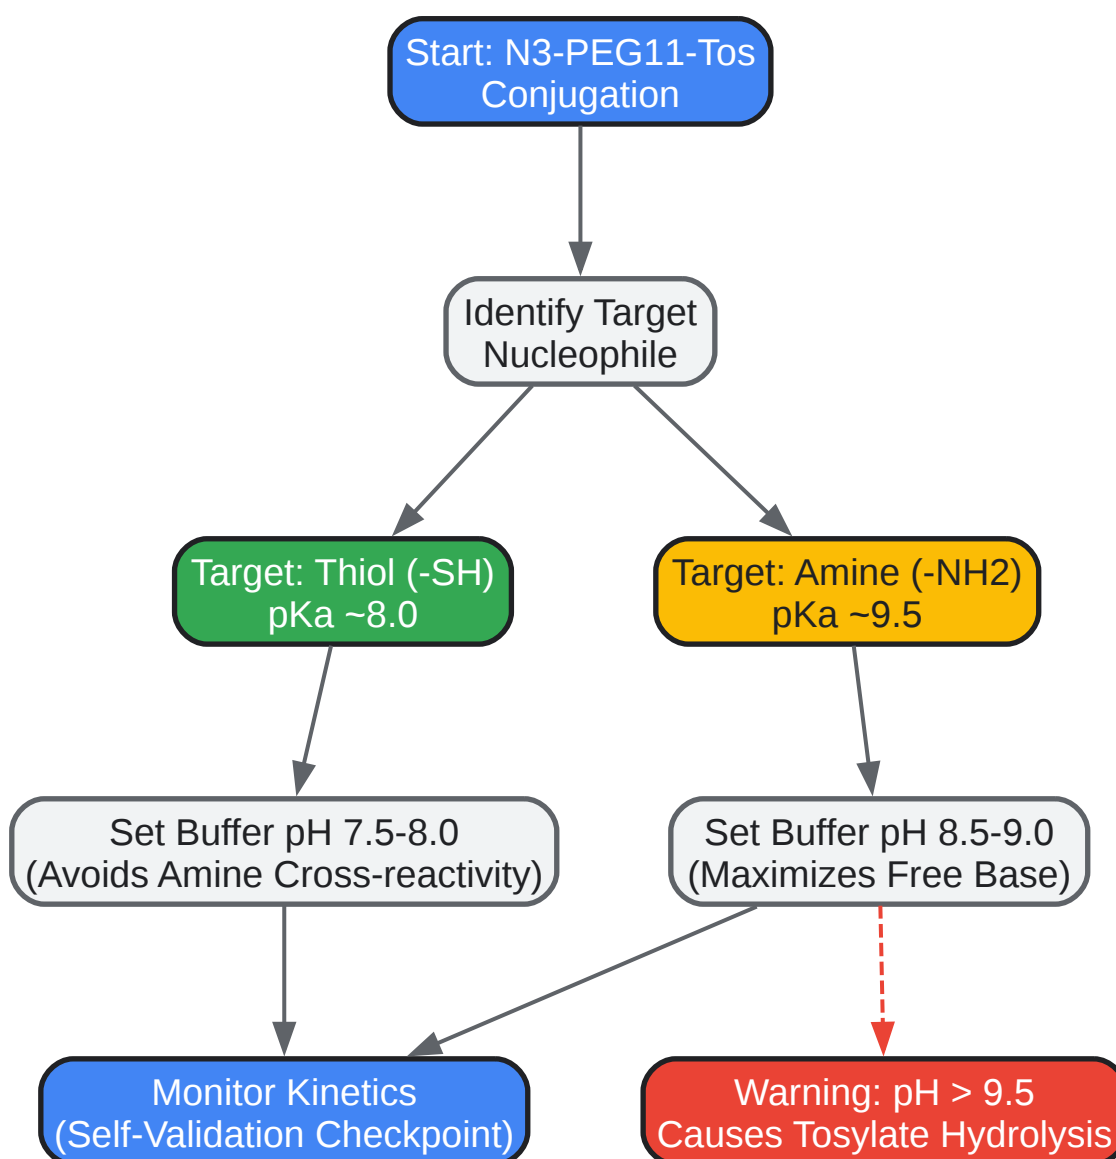 Start: N3-PEG11-Tos
Conjugation
Identify Target
Nucleophile
Target: Thiol (-SH)
pKa ~8.0
Target: Amine (-NH2)
pKa ~9.5
Set Buffer pH 7.5-8.0
(Avoids Amine Cross-reactivity)
Set Buffer pH 8.5-9.0
(Maximizes Free Base)
Monitor Kinetics
(Self-Validation Checkpoint)
Warning: pH > 9.5
Causes Tosylate Hydrolysis